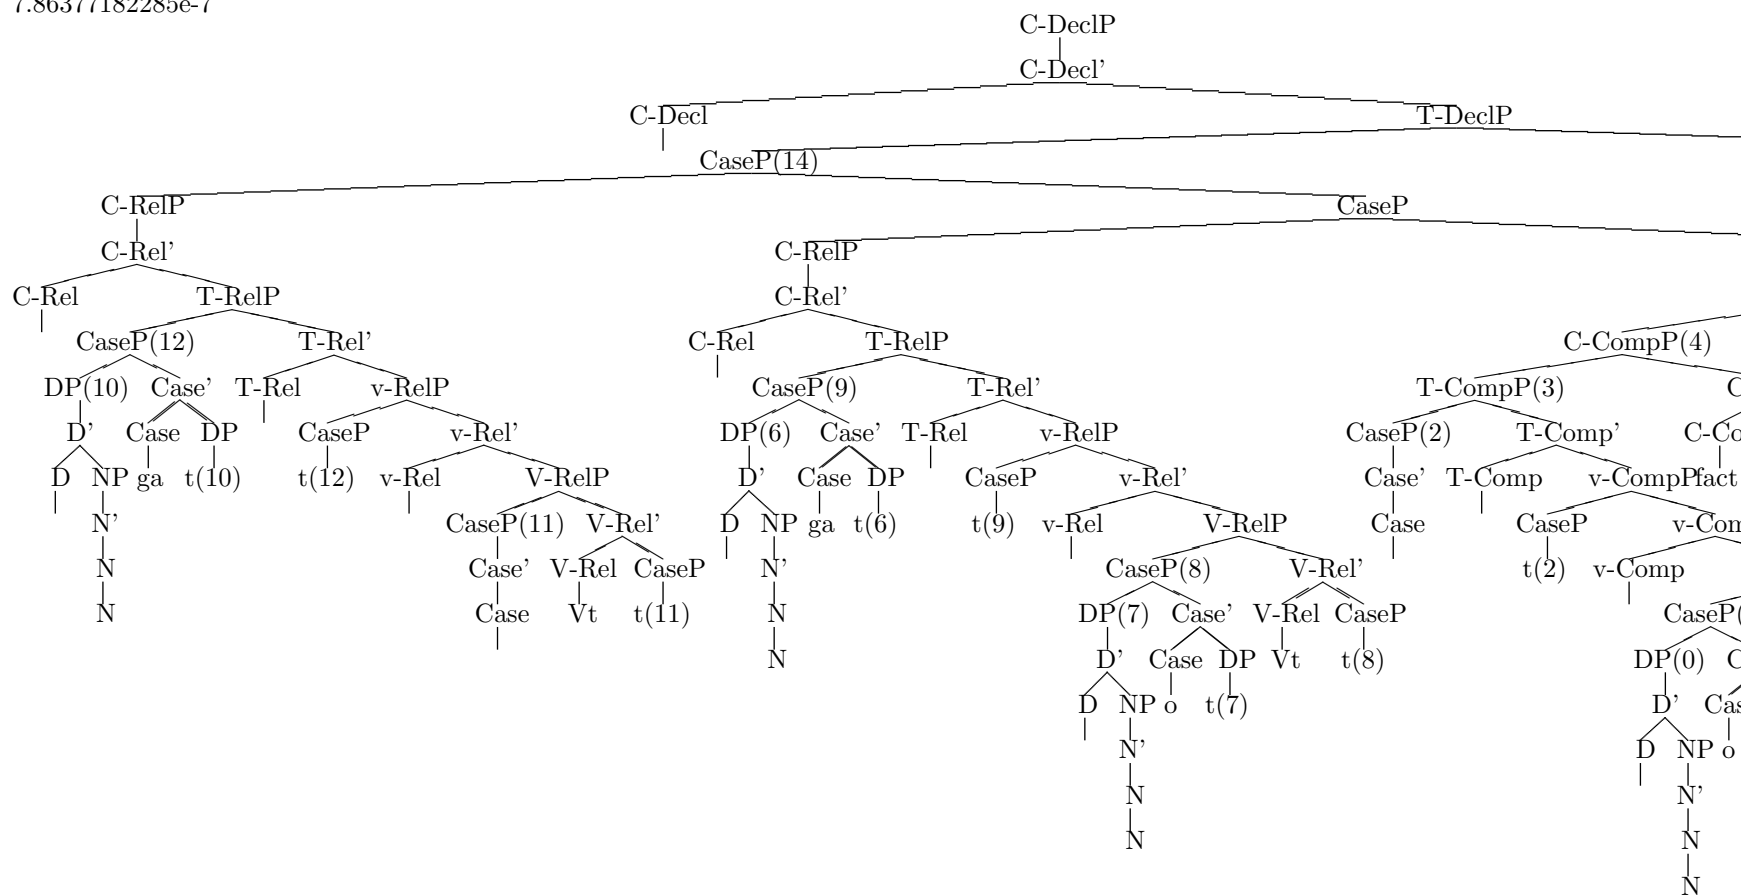 7.86377182285e-7
C-DeclP
C-Decl'
C-Decl T-DeclP
CaseP(14)
C-RelP CaseP
C-Rel' C-RelP
C-Rel T-RelP C-Rel'
CaseP(12) T-Rel' C-Rel T-RelP C-CompP(4)
DP(10) Case' T-Rel v-RelP CaseP(9) T-Rel' T-CompP(3) C
D' Case DP CaseP v-Rel' DP(6) Case' T-Rel v-RelP CaseP(2) T-Comp' C-Co
D NP ga t(10) t(12) v-Rel V-RelP D' Case DP CaseP v-Rel' Case' T-Comp v-CompP fact
N' CaseP(11) V-Rel' D NP ga t(6) t(9) v-Rel V-RelP Case CaseP v-Com
N Case' V-Rel CaseP N' CaseP(8) V-Rel' t(2) v-Comp
N Case Vt t(11) N DP(7) Case' V-Rel CaseP CaseP(
N D' Case DP Vt t(8) DP(0) C
D NP o t(7) D' Cas
N' D NP o
N N'
N N
N